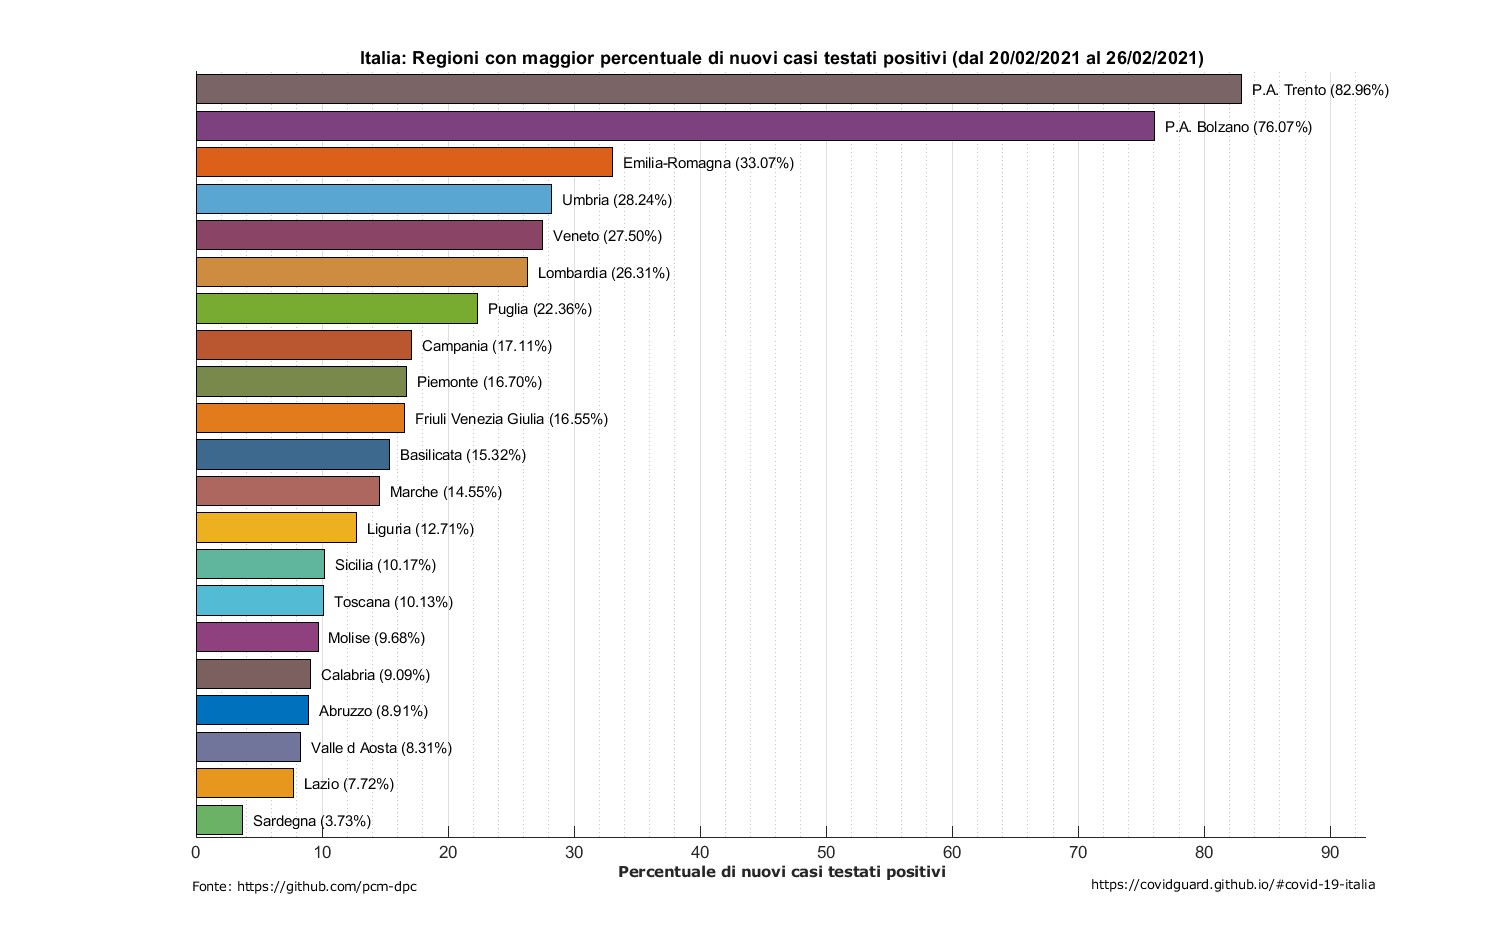 Italia: Regioni con maggior percentuale di nuovi casi testati positivi (dal 20/02/2021 al 26/02/2021)
P.A. Trento (82.96%)
P.A. Bolzano (76.07%)
Emilia-Romagna (33.07%)
Umbria (28.24%)
Veneto (27.50%)
Lombardia (26.31%)
Puglia (22.36%)
Campania (17.11%)
Piemonte (16.70%)
Friuli Venezia Giulia (16.55%)
Basilicata (15.32%)
Marche (14.55%)
Liguria (12.71%)
Sicilia (10.17%)
Toscana (10.13%)
Molise (9.68%)
Calabria (9.09%)
Abruzzo (8.91%)
Valle d Aosta (8.31%)
Lazio (7.72%)
Sardegna (3.73%)
0 10 20 30 40 50 60 70 80 90
Percentuale di nuovi casi testati positivi
Fonte: https://github.com/pcm-dpc
https://covidguard.github.io/#covid-19-italia